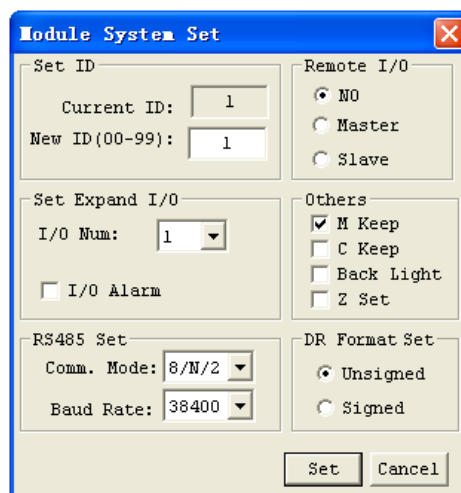 Module System Set
Set ID
Current ID: 1
New ID(00-99): 1
Remote I/O
NO
Master
Slave
Set Expand I/O
I/O Num: 1
I/O Alarm
Others
M Keep
C Keep
Back Light
Z Set
RS485 Set
Comm. Mode: 8/N/2
Baud Rate: 38400
DR Format Set
Unsigned
Signed
Set Cancel